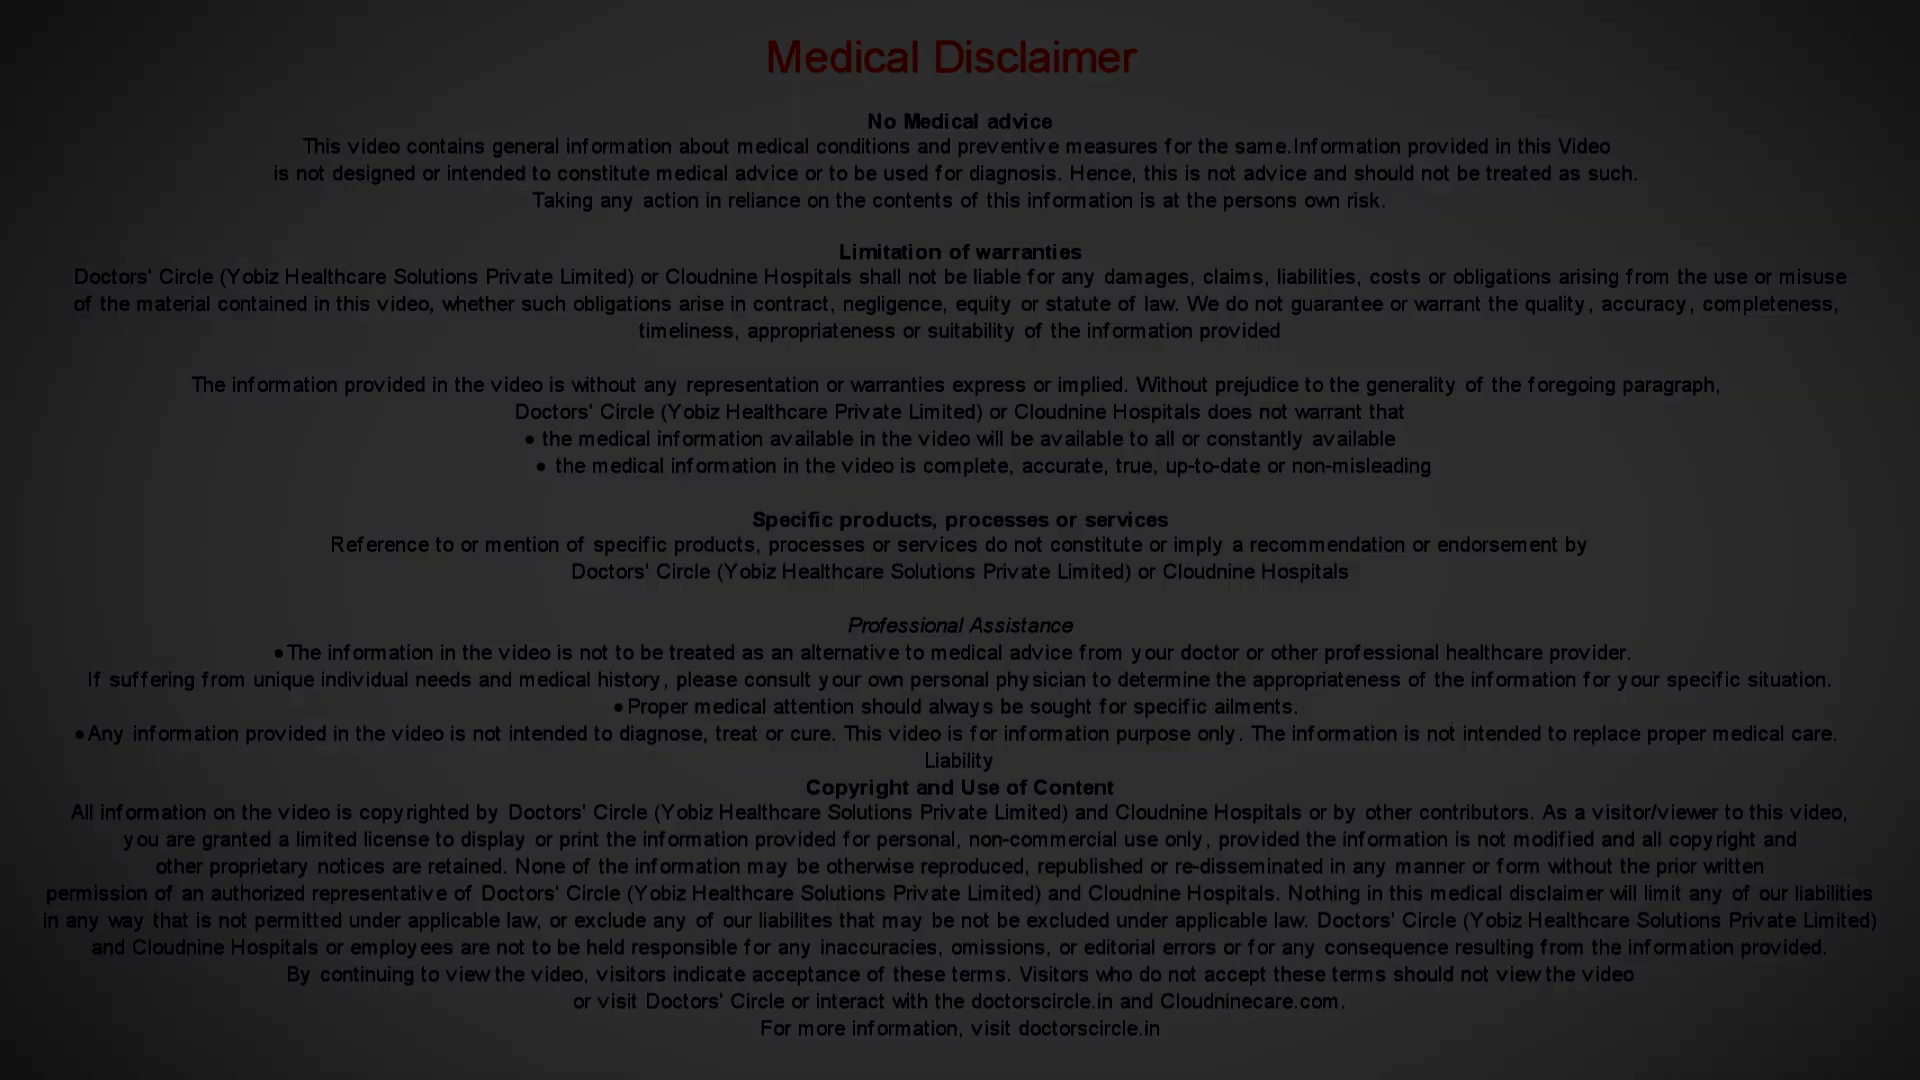 Medical Disclaimer
No Medical advice
This video contains general information about medical conditions and preventive measures for the same.Information provided in this Video
is not designed or intended to constitute medical advice or to be used for diagnosis. Hence, this is not advice and should not be treated as such.
Taking any action in reliance on the contents of this information is at the persons own risk.
Limitation of warranties
Doctors' Circle (Yobiz Healthcare Solutions Private Limited) or Cloudnine Hospitals shall not be liable for any damages, claims, liabilities, costs or obligations arising from the use or misuse
of the material contained in this video, whether such obligations arise in contract, negligence, equity or statute of law. We do not guarantee or warrant the quality, accuracy, completeness,
timeliness, appropriateness or suitability of the information provided
The information provided in the video is without any representation or warranties express or implied. Without prejudice to the generality of the foregoing paragraph,
Doctors' Circle (Yobiz Healthcare Private Limited) or Cloudnine Hospitals does not warrant that
● the medical information available in the video will be available to all or constantly available
● the medical information in the video is complete, accurate, true, up-to-date or non-misleading
Specific products, processes or services
Reference to or mention of specific products, processes or services do not constitute or imply a recommendation or endorsement by
Doctors' Circle (Yobiz Healthcare Solutions Private Limited) or Cloudnine Hospitals
Professional Assistance
●The information in the video is not to be treated as an alternative to medical advice from your doctor or other professional healthcare provider.
If suffering from unique individual needs and medical history, please consult your own personal physician to determine the appropriateness of the information for your specific situation.
●Proper medical attention should always be sought for specific ailments.
●Any information provided in the video is not intended to diagnose, treat or cure. This video is for information purpose only. The information is not intended to replace proper medical care.
Liability
Copyright and Use of Content
All information on the video is copyrighted by Doctors' Circle (Yobiz Healthcare Solutions Private Limited) and Cloudnine Hospitals or by other contributors. As a visitor/viewer to this video,
you are granted a limited license to display or print the information provided for personal, non-commercial use only, provided the information is not modified and all copyright and
other proprietary notices are retained. None of the information may be otherwise reproduced, republished or re-disseminated in any manner or form without the prior written
permission of an authorized representative of Doctors' Circle (Yobiz Healthcare Solutions Private Limited) and Cloudnine Hospitals. Nothing in this medical disclaimer will limit any of our liabilities
in any way that is not permitted under applicable law, or exclude any of our liabilites that may be not be excluded under applicable law. Doctors' Circle (Yobiz Healthcare Solutions Private Limited)
and Cloudnine Hospitals or employees are not to be held responsible for any inaccuracies, omissions, or editorial errors or for any consequence resulting from the information provided.
By continuing to view the video, visitors indicate acceptance of these terms. Visitors who do not accept these terms should not view the video
or visit Doctors' Circle or interact with the doctorscircle.in and Cloudninecare.com.
For more information, visit doctorscircle.in